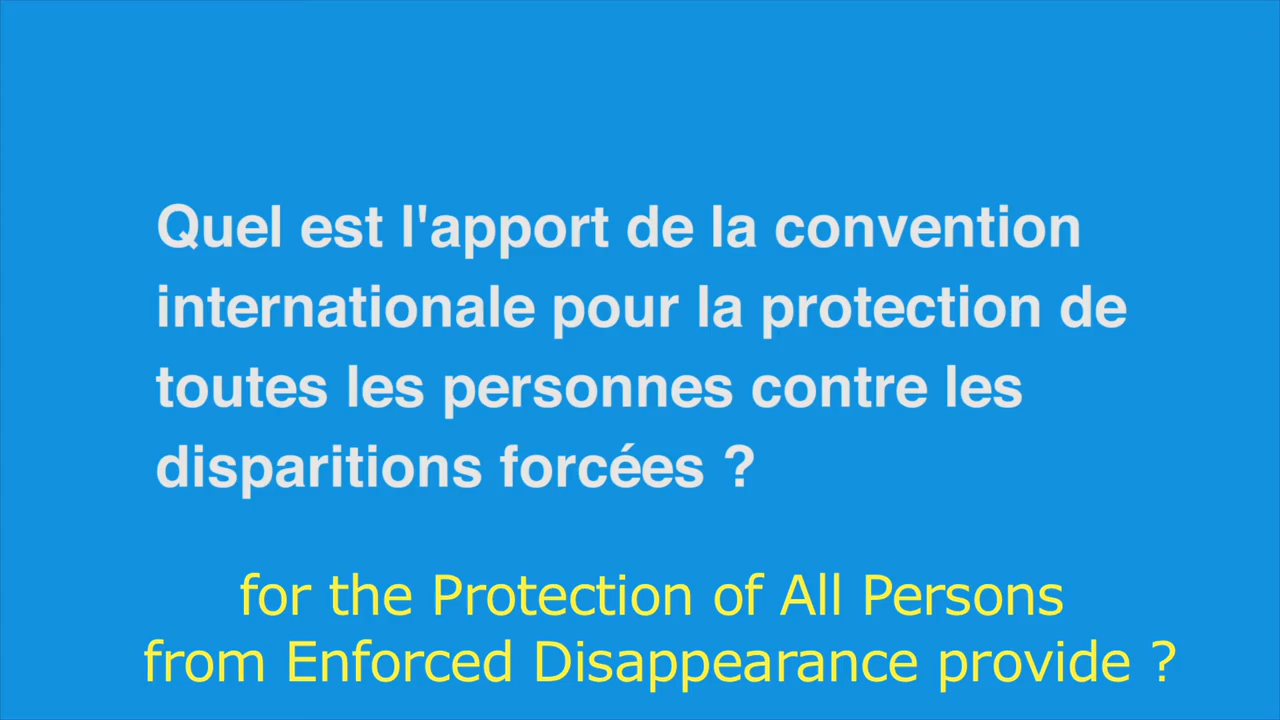 Quel est l'apport de la convention
internationale pour la protection de
toutes les personnes contre les
disparitions forcées ?
for the Protection of All Persons
from Enforced Disappearance provide ?